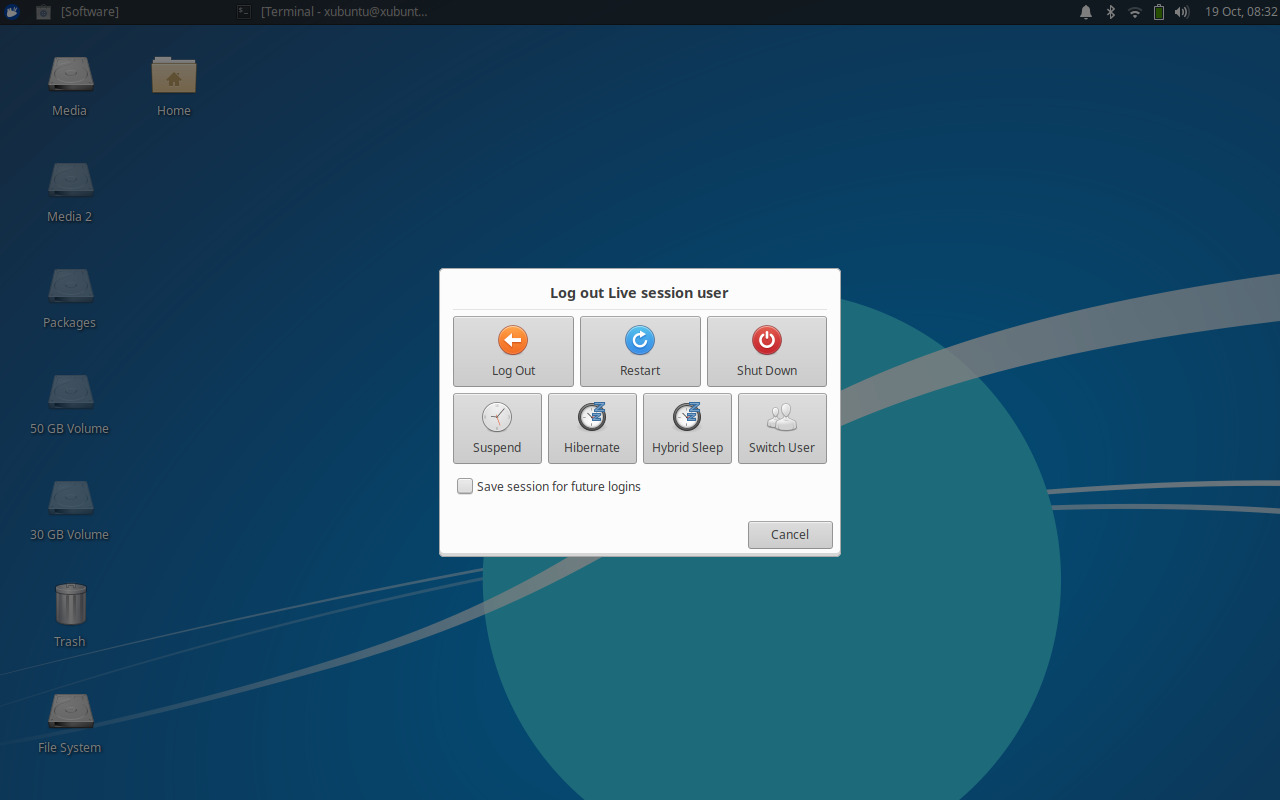 [Software]
[Terminal - xubuntu@xubunt...
19 Oct, 08:32
Media
Home
Media 2
Packages
50 GB Volume
30 GB Volume
Trash
File System
Log out Live session user
Log Out
Restart
Shut Down
Suspend
Hibernate
Hybrid Sleep
Switch User
Save session for future logins
Cancel